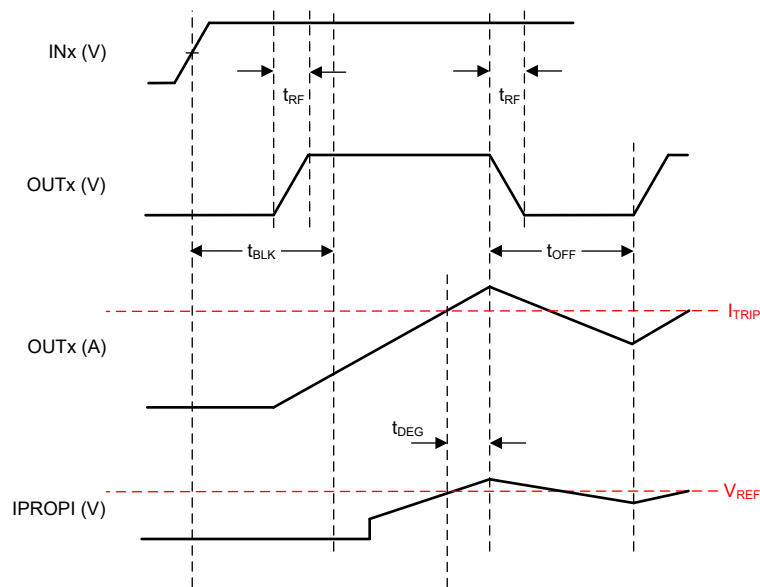 INx (V)
tRF
tRF
OUTx (V)
tBLK
tOFF
ITRIP
OUTx (A)
tDEG
VREF
IPROPI (V)